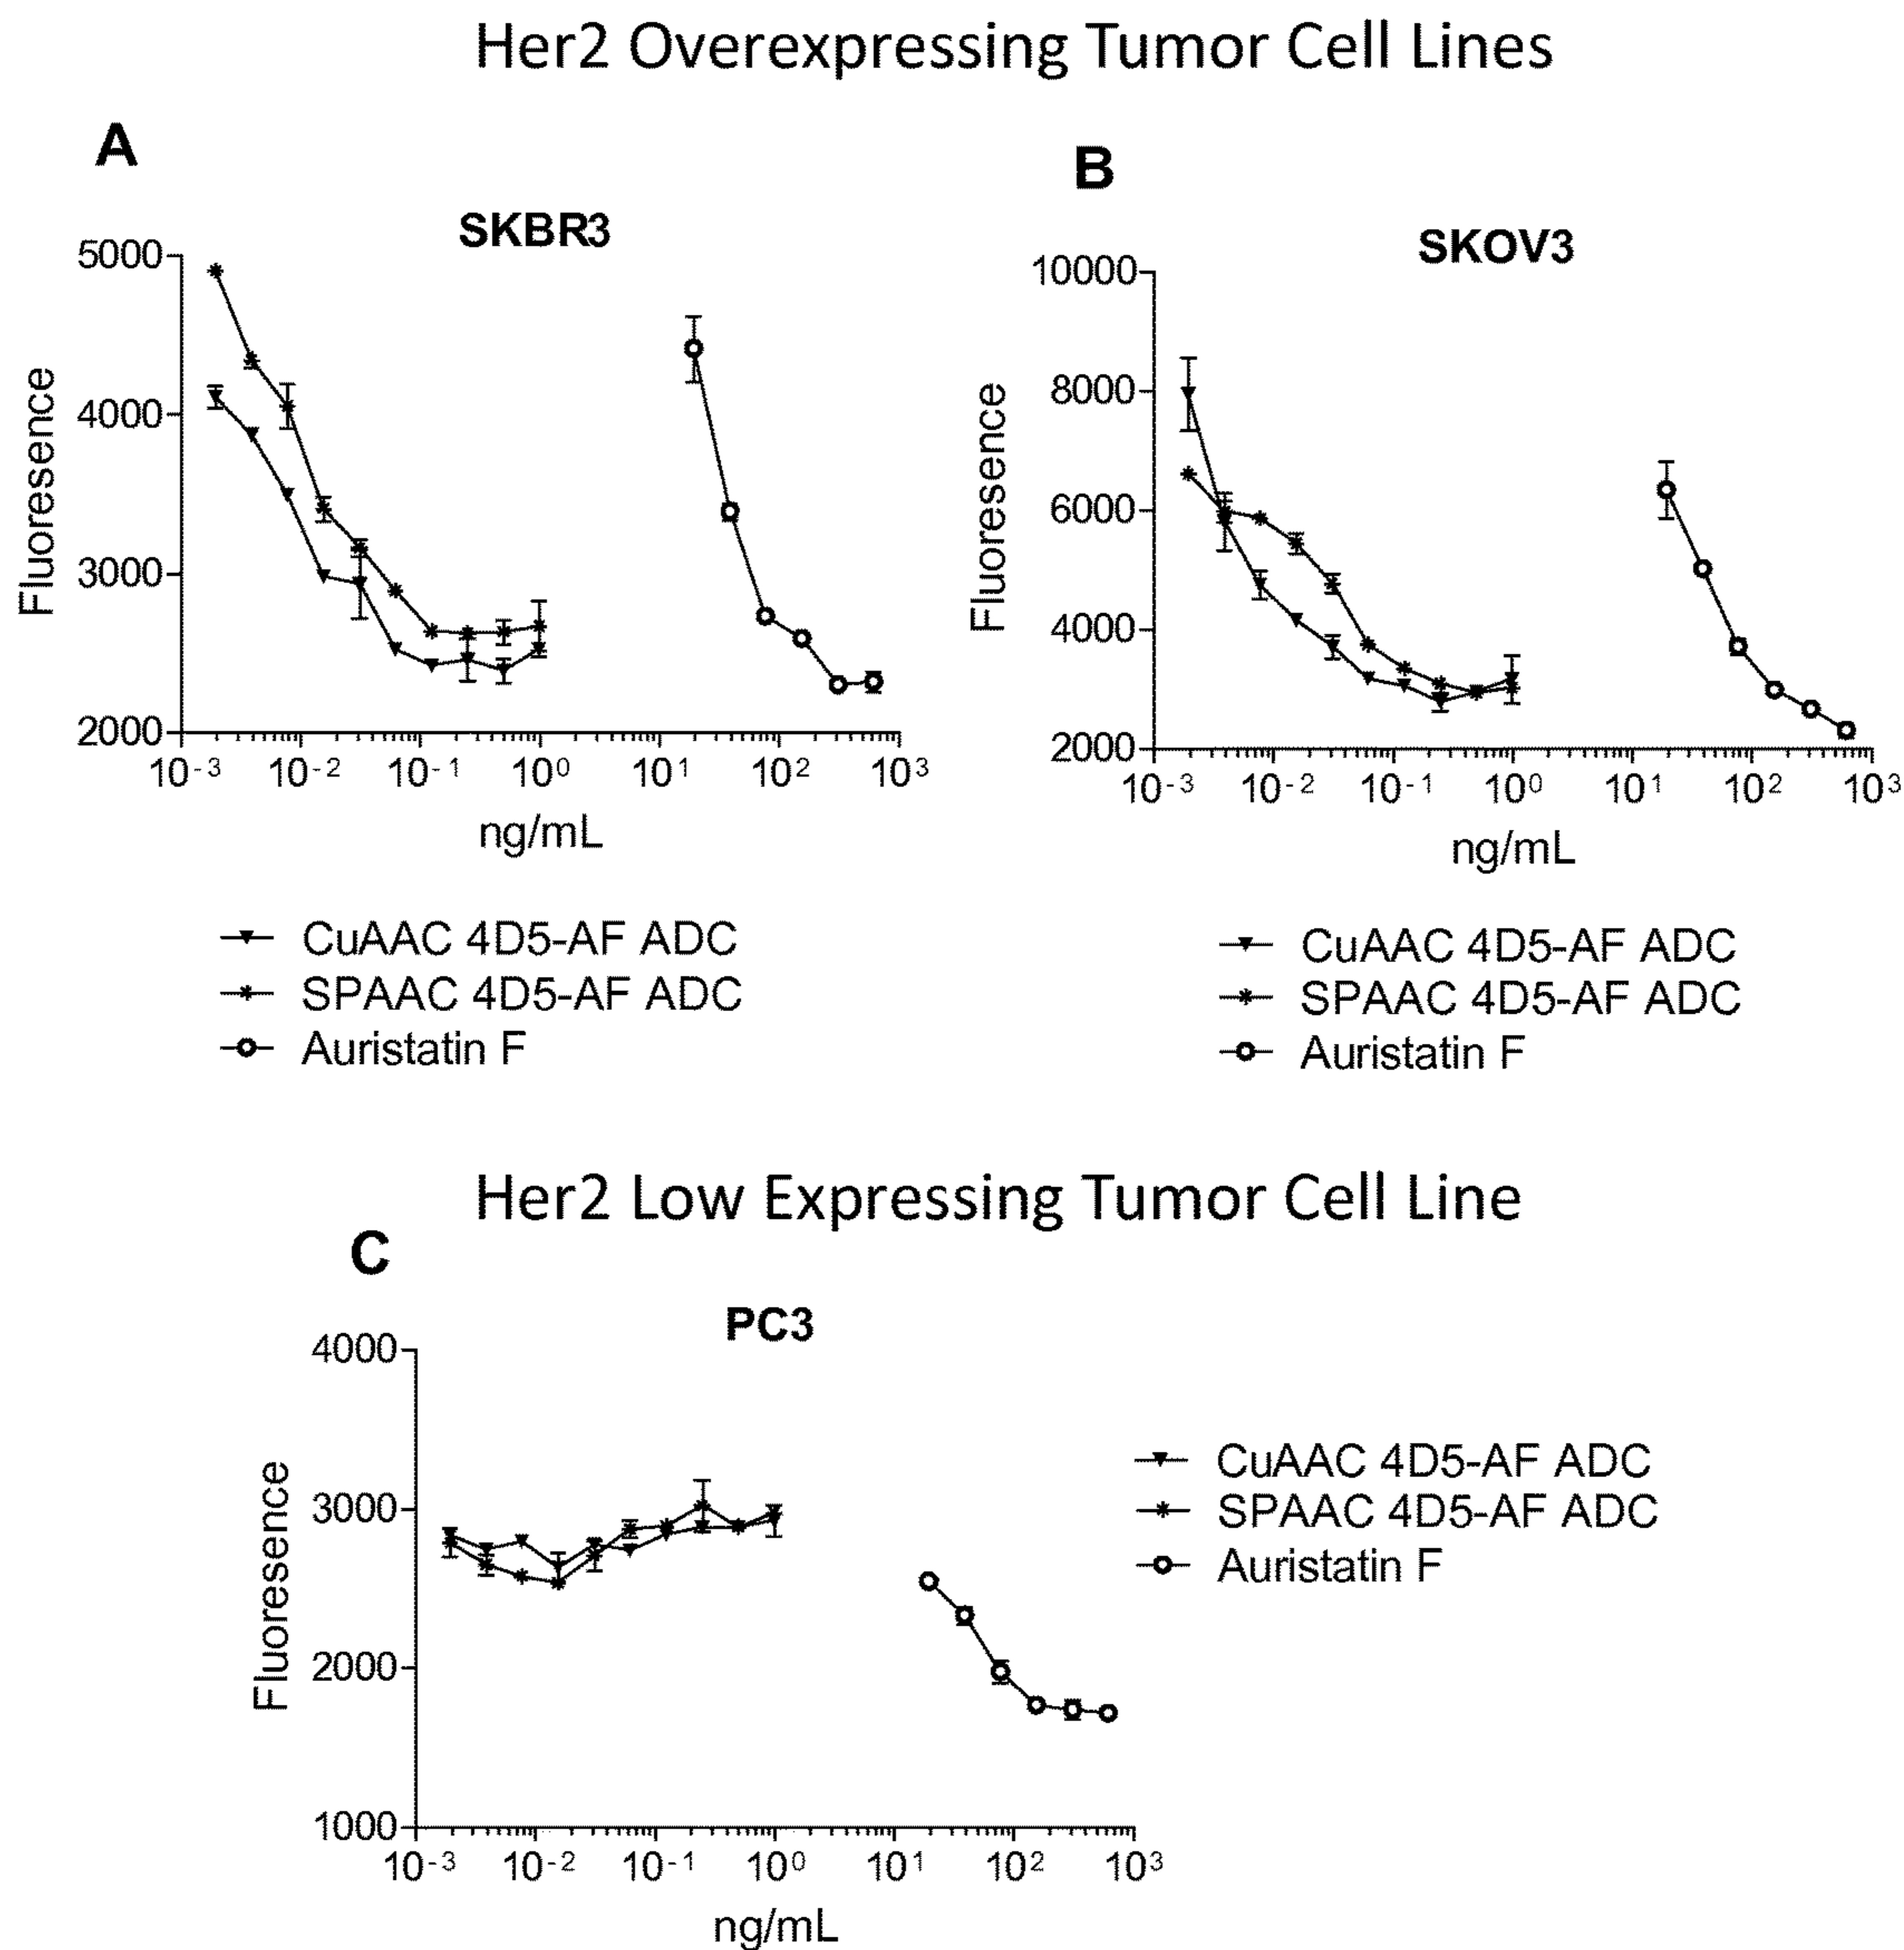 Her2 Overexpressing Tumor Cell Lines
A
SKBR3
Fluoresence
5000
4000
3000
2000
10-3 10-2 10-1 100 101 102 103
ng/mL
CuAAC 4D5-AF ADC
SPAAC 4D5-AF ADC
Auristatin F
B
SKOV3
Fluoresence
10000
8000
6000
4000
2000
10-3 10-2 10-1 100 101 102 103
ng/mL
CuAAC 4D5-AF ADC
SPAAC 4D5-AF ADC
Auristatin F
Her2 Low Expressing Tumor Cell Line
C
PC3
Fluoresence
4000
3000
2000
1000
10-3 10-2 10-1 100 101 102 103
ng/mL
CuAAC 4D5-AF ADC
SPAAC 4D5-AF ADC
Auristatin F